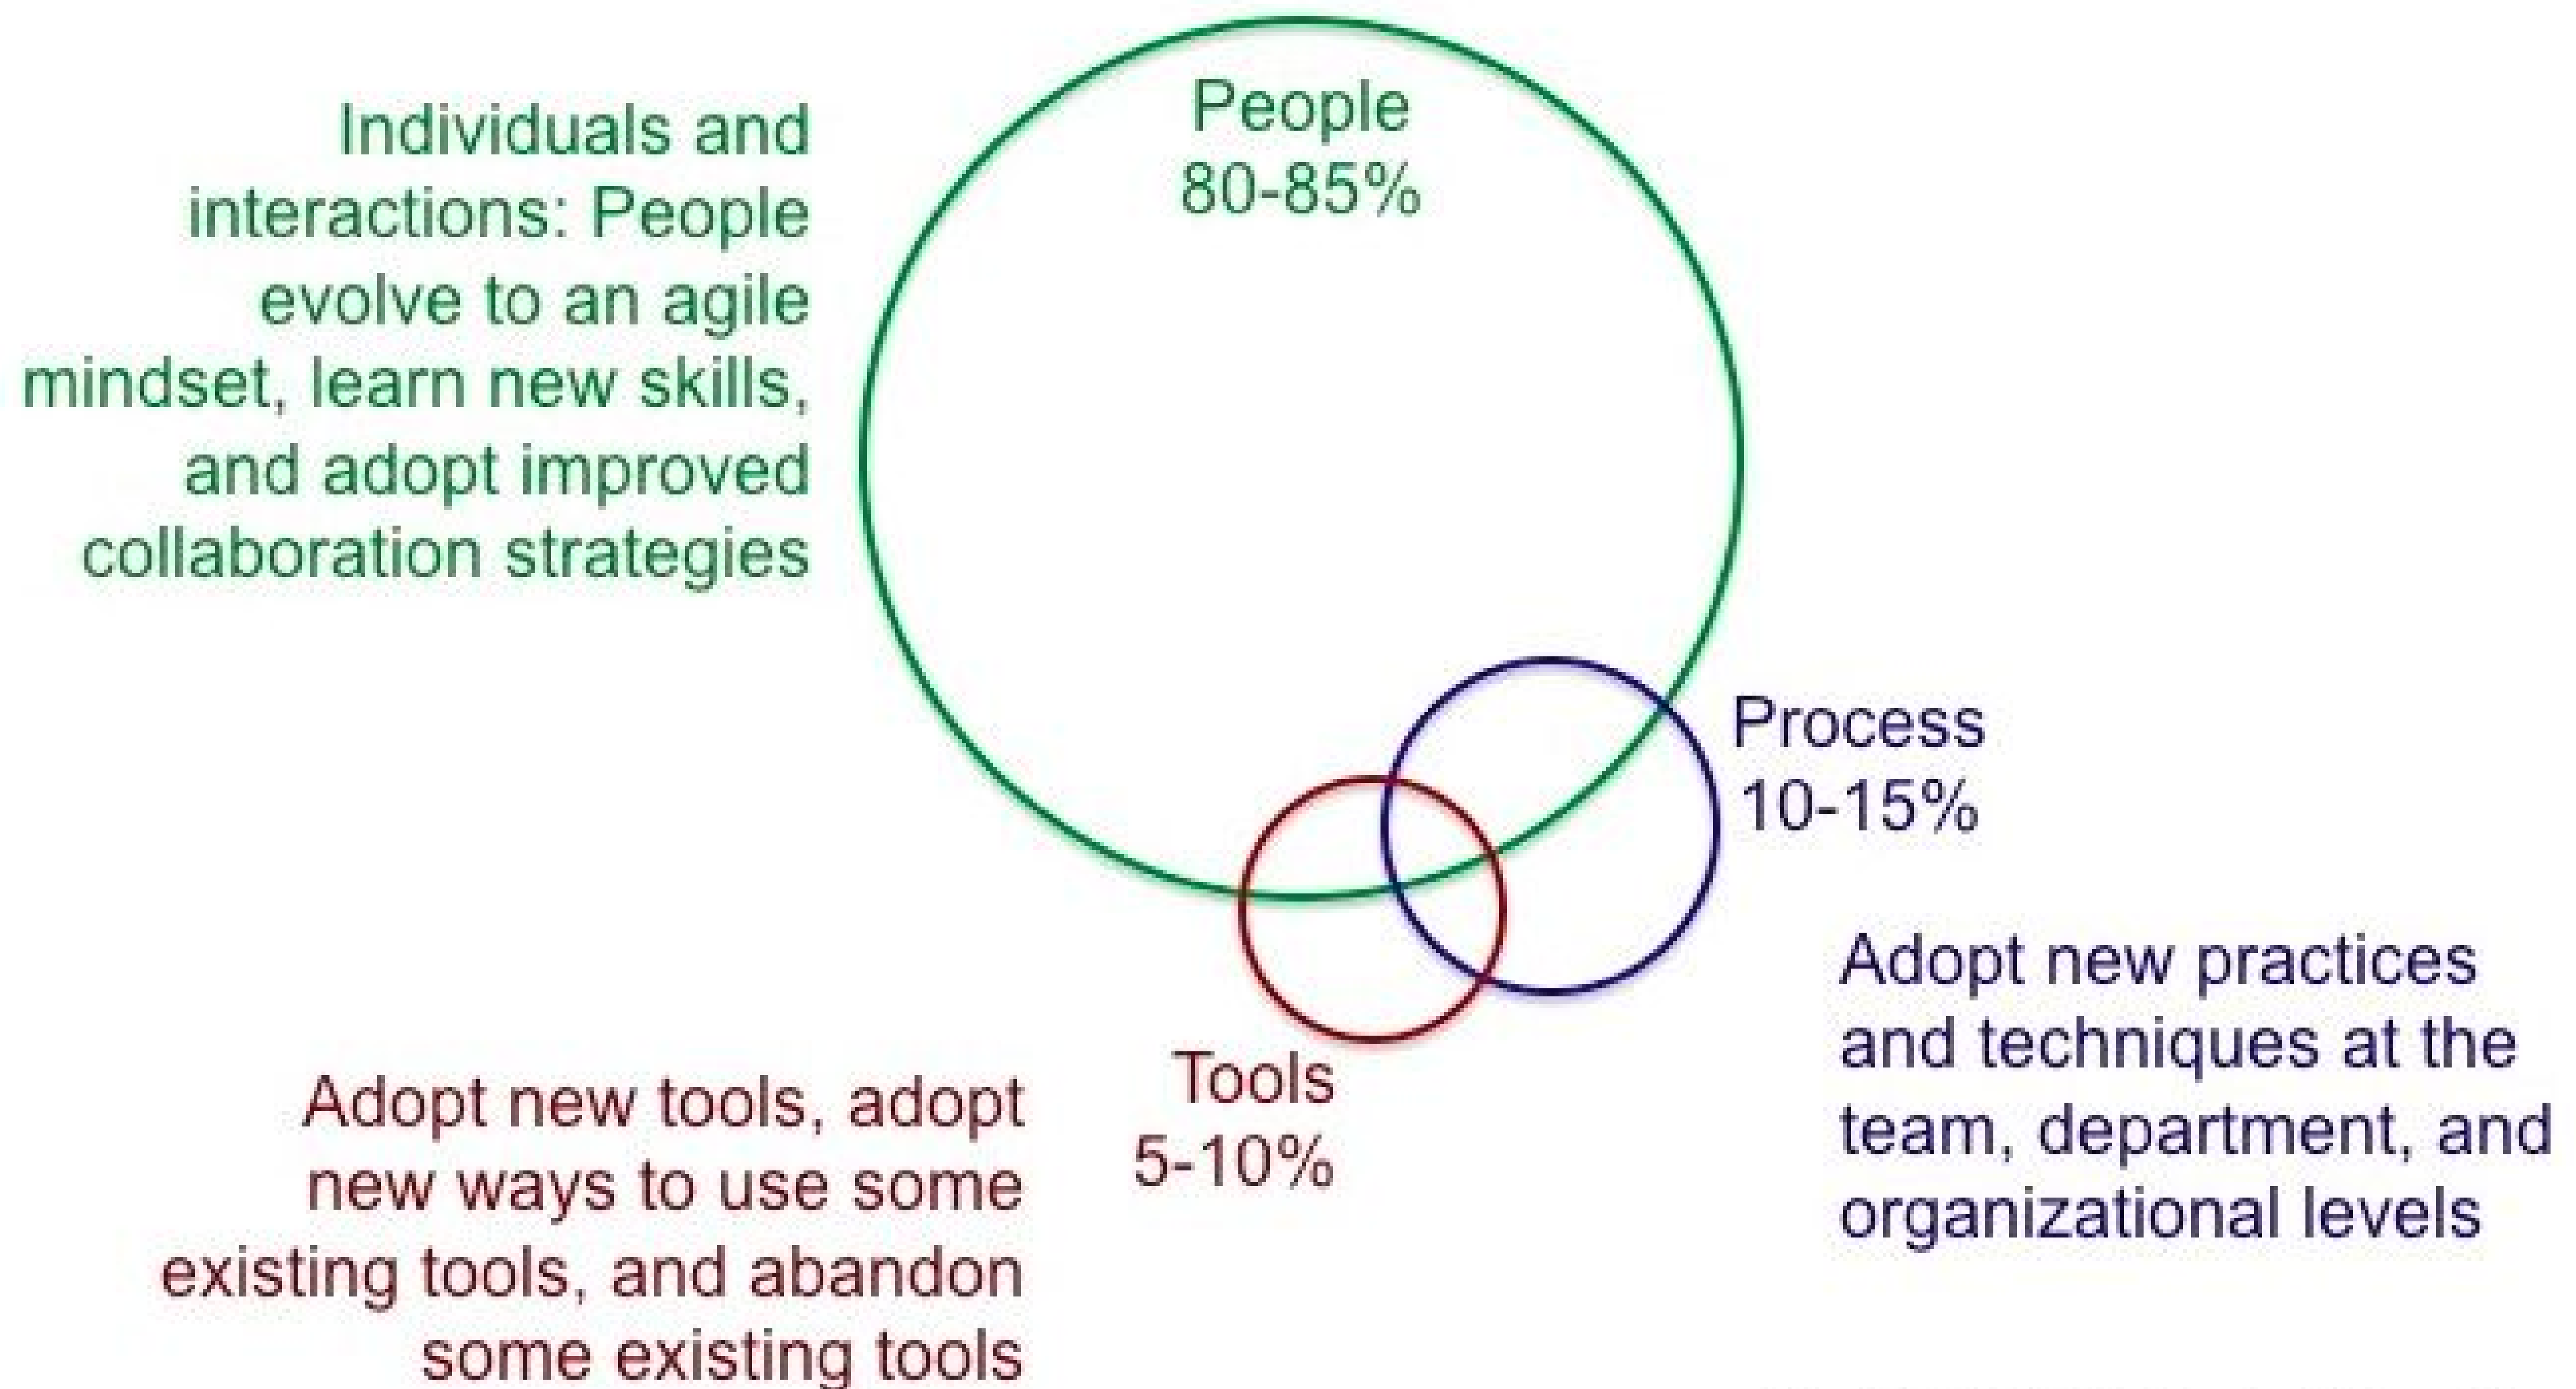 People
80-85%
Individuals and
interactions: People
evolve to an agile
mindset, learn new skills,
and adopt improved
collaboration strategies
Process
10-15%
Adopt new practices
and techniques at the
team, department, and
organizational levels
Tools
5-10%
Adopt new tools, adopt
new ways to use some
existing tools, and abandon
some existing tools